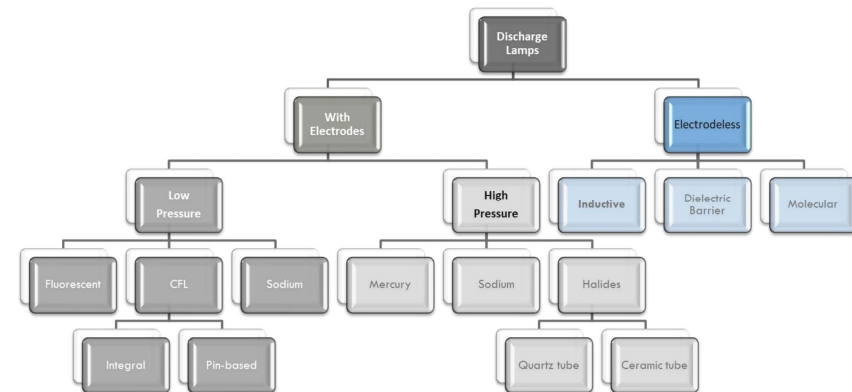 Discharge
Lamps
With
Electrodes
Electrodeless
Low
Pressure
High
Pressure
Inductive
Dielectric
Barrier
Molecular
Fluorescent
CFL
Sodium
Mercury
Sodium
Halides
Integral
Pin-based
Quartz tube
Ceramic tube